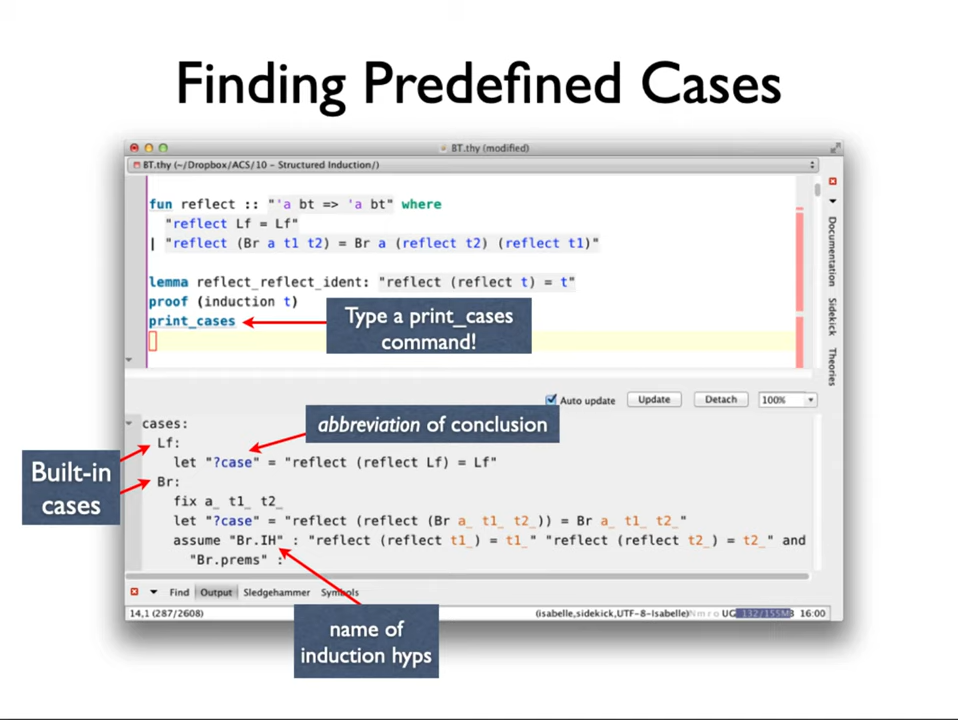 Finding Predefined Cases
BT.thy (modified)
BT.thy (~/Dropbox/ACS/10 – Structured Induction/)
fun reflect :: "'a bt => 'a bt" where
"reflect Lf = Lf"
| "reflect (Br a t1 t2) = Br a (reflect t2) (reflect t1)"
lemma reflect_reflect_ident: "reflect (reflect t) = t"
proof (induction t)
print_cases
Type a print_cases
command!
Documentation
Sidekick
Theories
Auto update
Update
Detach
100%
abbreviation of conclusion
Built-in
cases
cases:
Lf:
let "?case" = "reflect (reflect Lf) = Lf"
Br:
fix a_ t1_ t2_
let "?case" = "reflect (reflect (Br a_ t1_ t2_)) = Br a_ t1_ t2_"
assume "Br.IH" : "reflect (reflect t1_) = t1_" "reflect (reflect t2_) = t2_" and
"Br.prems" :
Find Output Sledgehammer Symbols
14,1 (287/2608)
(isabelle,sidekick,UTF-8-Isabelle)N m r o UG 132/155MB 16:00
name of
induction hyps